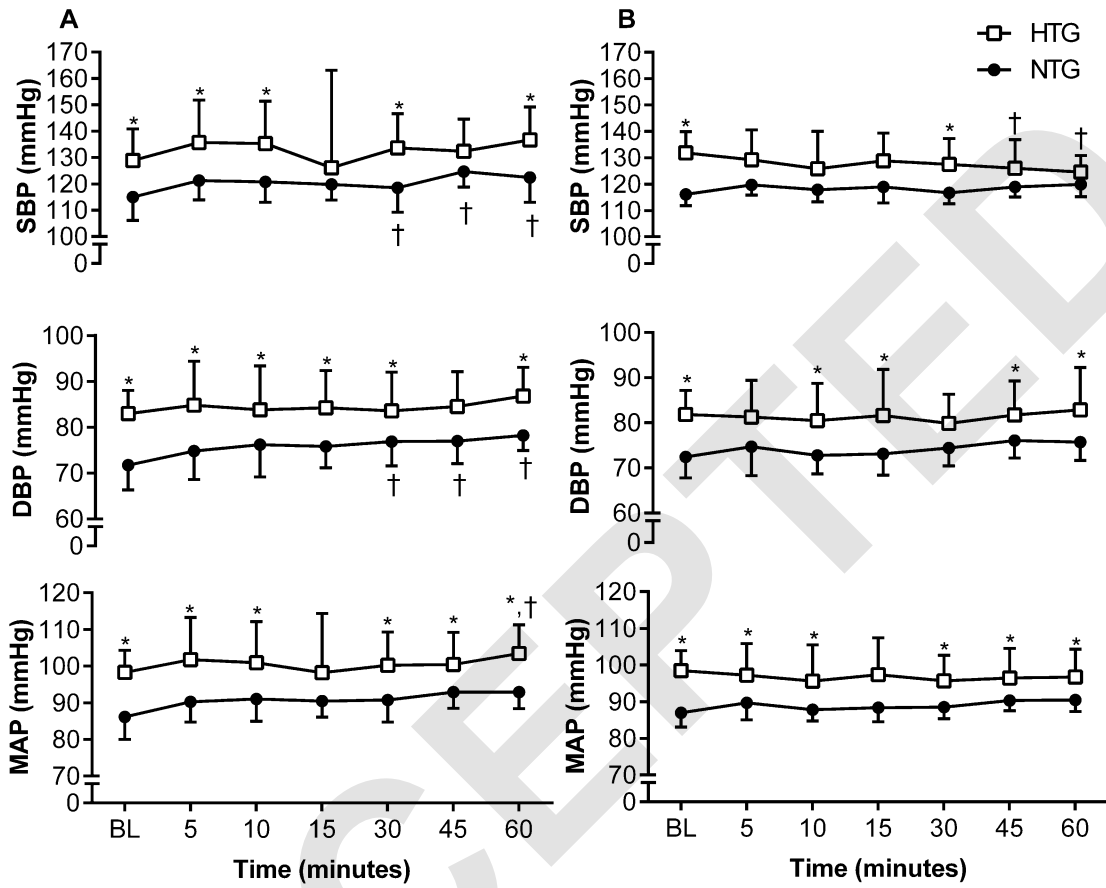 A
B
HTG
NTG
SBP (mmHg)
170
160
150
140
130
120
110
100
0
* * * * *
† † †
SBP (mmHg)
170
160
150
140
130
120
110
100
0
* * † †
DBP (mmHg)
100
90
80
70
60
0
* * * * * *
† † †
DBP (mmHg)
100
90
80
70
60
0
* * * * *
MAP (mmHg)
120
110
100
90
80
70
0
* * * * * *,†
BL 5 10 15 30 45 60
Time (minutes)
MAP (mmHg)
120
110
100
90
80
70
0
* * * * * *
BL 5 10 15 30 45 60
Time (minutes)
CEPTED